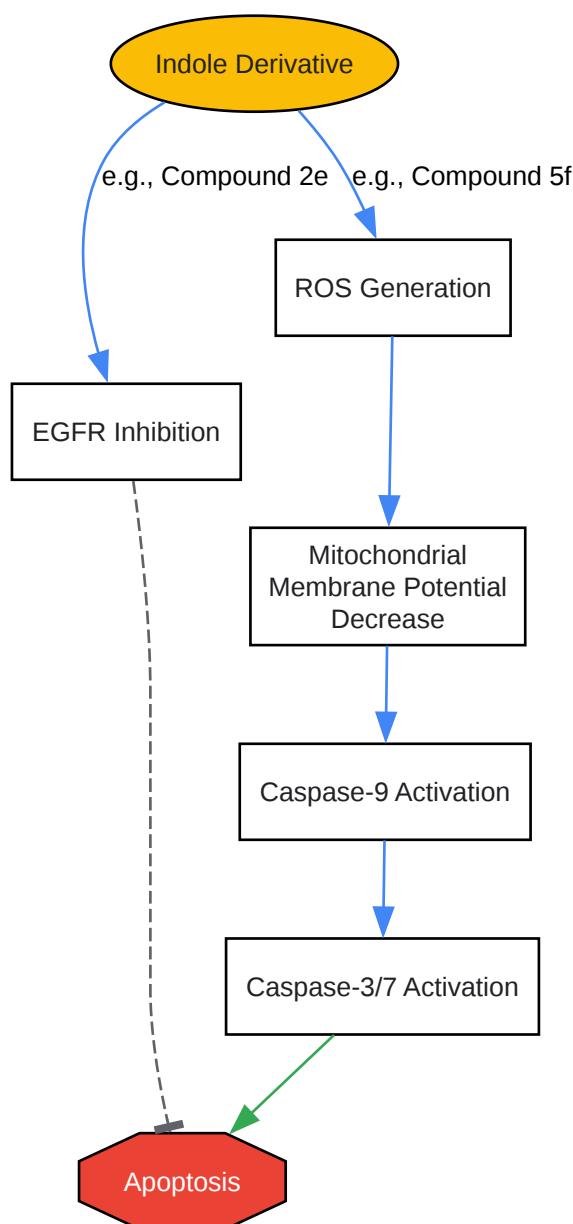 Indole Derivative
e.g., Compound 2e
e.g., Compound 5f
ROS Generation
EGFR Inhibition
Mitochondrial
Membrane Potential
Decrease
Caspase-9 Activation
Caspase-3/7 Activation
Apoptosis